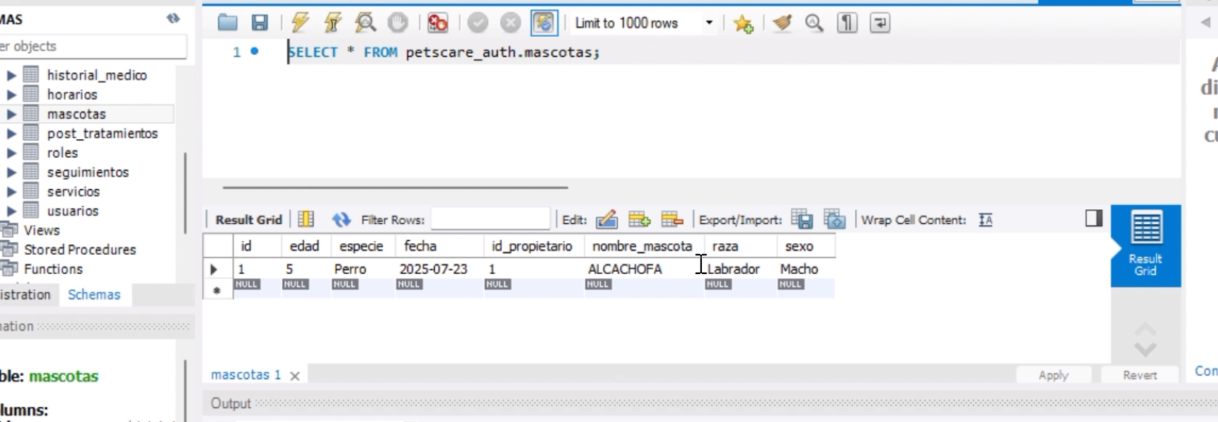 MAS
er objects
historial_medico
horarios
mascotas
post_tratamientos
roles
seguimientos
servicios
usuarios
Views
Stored Procedures
Functions
istration Schemas
nation
ble: mascotas
lumns:
Limit to 1000 rows
1 SELECT * FROM petscare_auth.mascotas;
Result Grid Filter Rows: Edit: Export/Import: Wrap Cell Content:
id edad especie fecha id_propietario nombre_mascota raza sexo
1 5 Perro 2025-07-23 1 ALCACHOFA Labrador Macho
NULL NULL NULL NULL NULL NULL NULL NULL
Result
Grid
mascotas 1
Apply Revert
Output
A
di
cu
Con